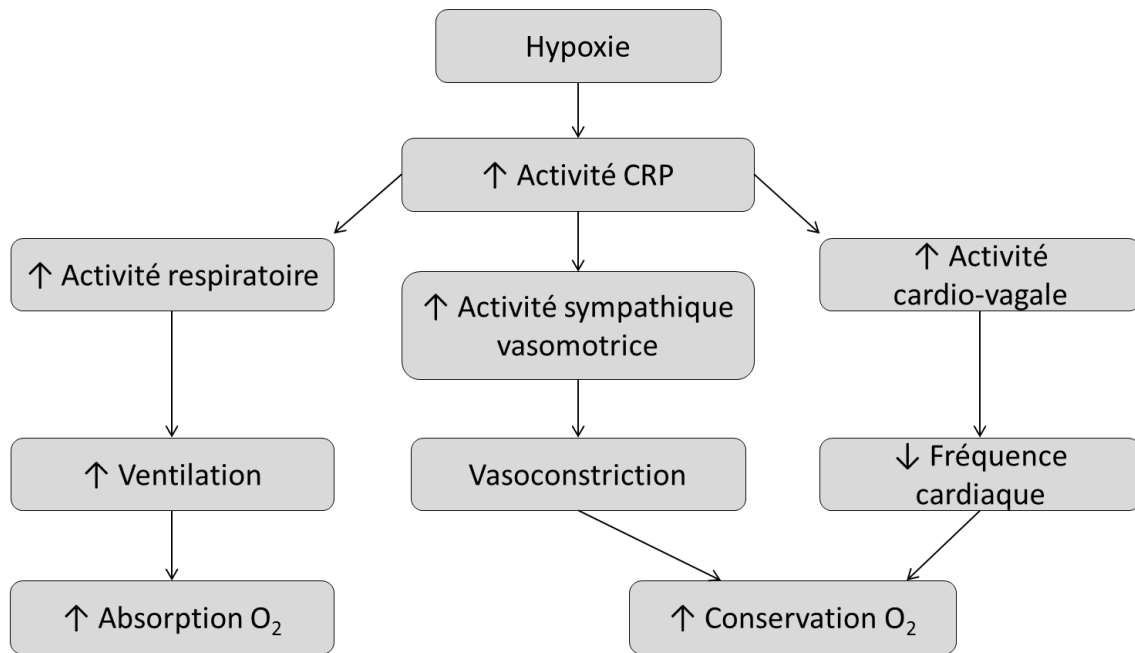 Hypoxie
↑ Activité CRP
↑ Activité respiratoire
↑ Activité sympathique
vasomotrice
↑ Activité
cardio-vagale
↑ Ventilation
Vasoconstriction
↓ Fréquence
cardiaque
↑ Absorption O₂
↑ Conservation O₂